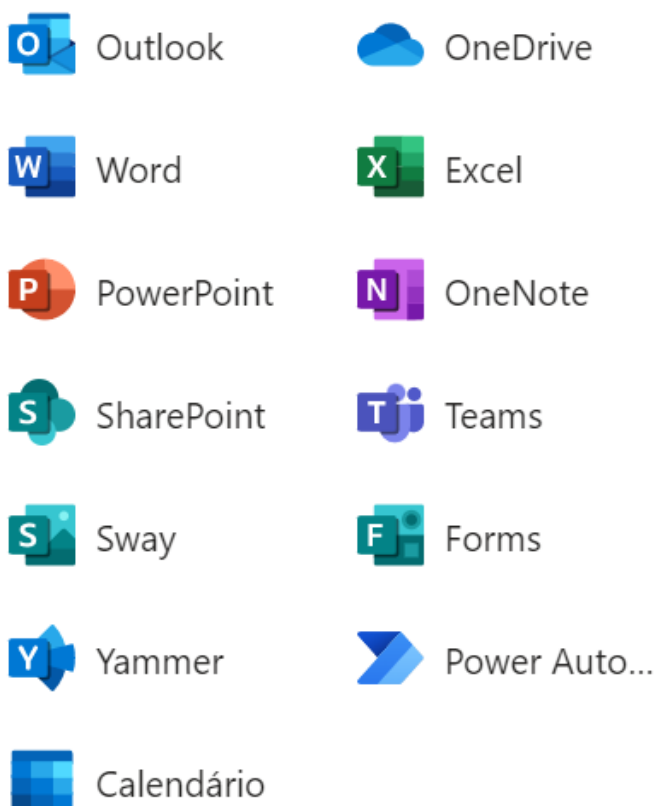 Outlook
OneDrive
Word
Excel
PowerPoint
OneNote
SharePoint
Teams
Sway
Forms
Yammer
Power Auto...
Calendário